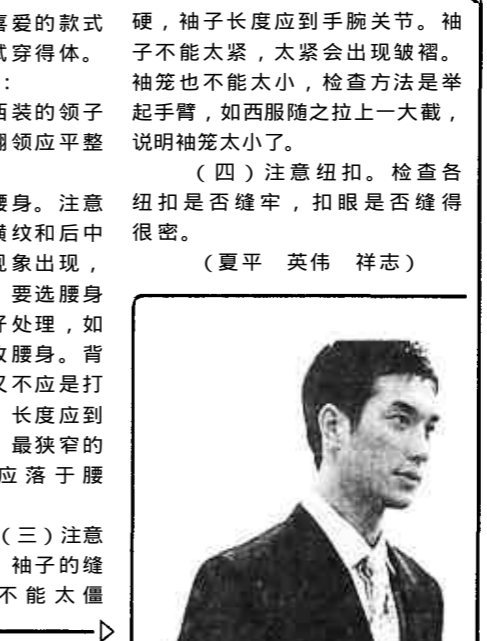 喜爱的款式
试穿得体。
：
西装的领子
翻领应平整
腰身。注意
横纹和后中
现象出现，
要选腰身
好处理，如
收腰身。背
又不应是打
长度应到
最狭窄的
应落于腰
（三）注意
袖子的缝
不能太僵
硬，袖子长度应到手腕关节。袖
子不能太紧，太紧会出现皱褶。
袖笼也不能太小，检查方法是举
起手臂，如西服随之拉上一大截，
说明袖笼太小了。
（四）注意纽扣。检查各
纽扣是否缝牢，扣眼是否缝得
很密。
（夏平　英伟　祥志）